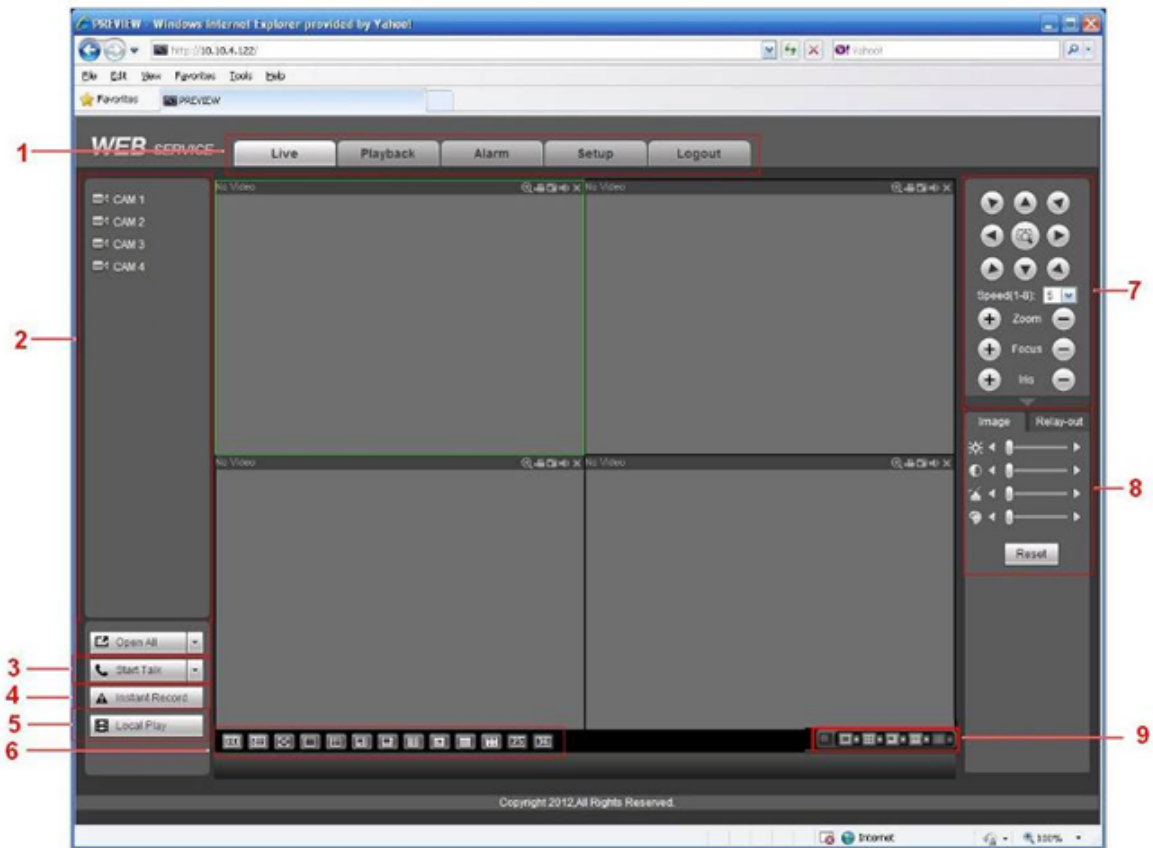 PREVIEW - Windows Internet Explorer provided by Yahoo!
http://10.10.4.122/
Yahoo!
File Edit View Favorites Tools Help
Favorites PREVIEW
1
WEB SERVICE
Live Playback Alarm Setup Logout
No Video
No Video
CAM 1
CAM 2
CAM 3
CAM 4
2
Speed(1-8): 5
7
Zoom
Focus
Iris
Image Relay-out
8
Reset
No Video
No Video
Open All
3
Start Talk
4
Instant Record
5
Local Play
6
9
Copyright 2012,All Rights Reserved.
Internet
100%